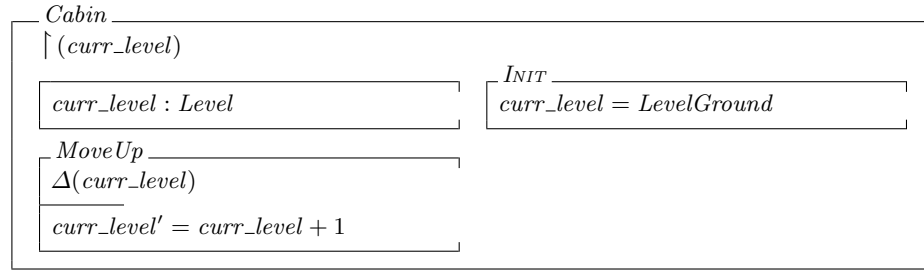 Cabin
↾(curr_level)
curr_level : Level
INIT
curr_level = LevelGround
MoveUp
Δ(curr_level)
curr_level′ = curr_level + 1